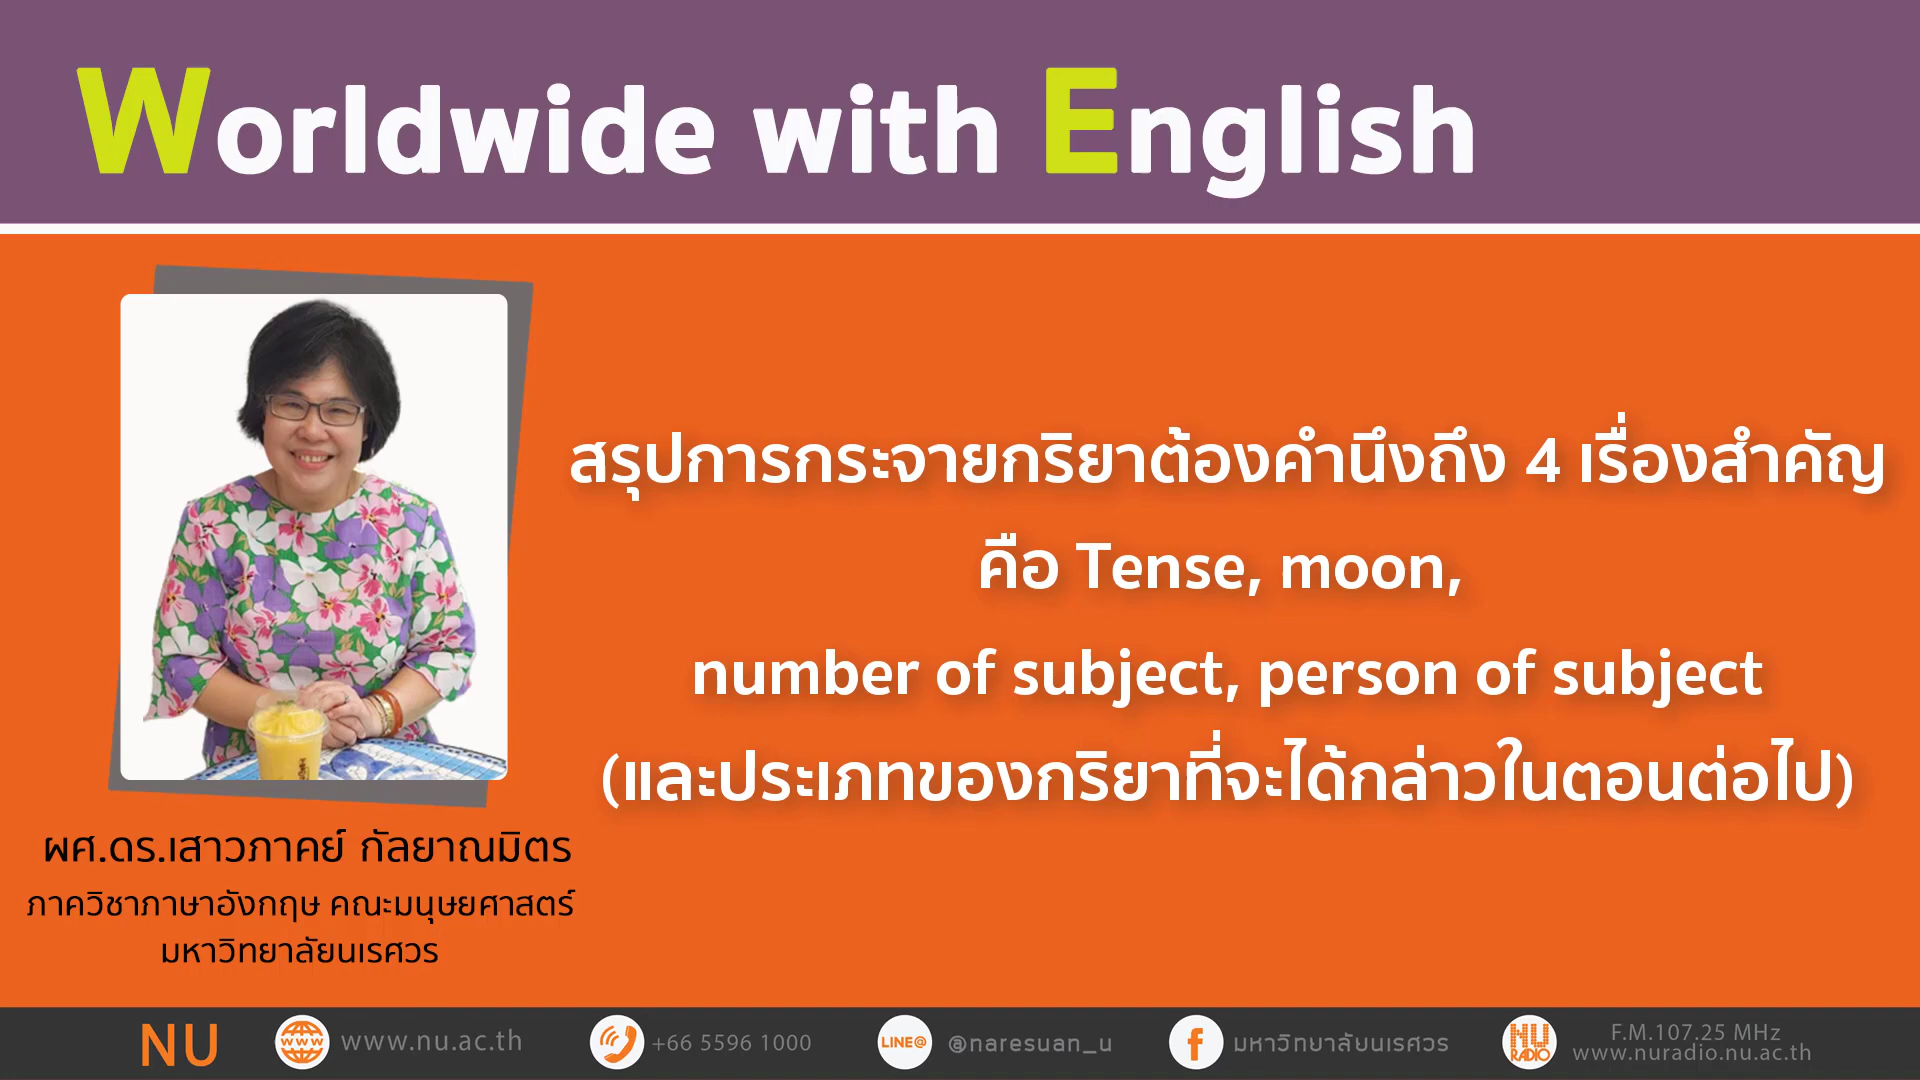 Worldwide with English
สรุปการกระจายกริยาต้องคำนึงถึง 4 เรื่องสำคัญ
คือ Tense, moon,
number of subject, person of subject
(และประเภทของกริยาที่จะได้กล่าวในตอนต่อไป)
ผศ.ดร.เสาวภาคย์ กัลยาณมิตร
ภาควิชาภาษาอังกฤษ คณะมนุษยศาสตร์
มหาวิทยาลัยนเรศวร
NU
www
www.nu.ac.th
+66 5596 1000
LINE@
@naresuan_u
f
มหาวิทยาลัยนเรศวร
NU
RADIO
F.M.107.25 MHz
www.nuradio.nu.ac.th